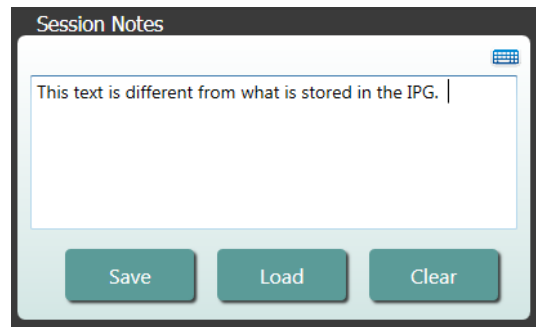 Session Notes
This text is different from what is stored in the IPG.
Save
Load
Clear